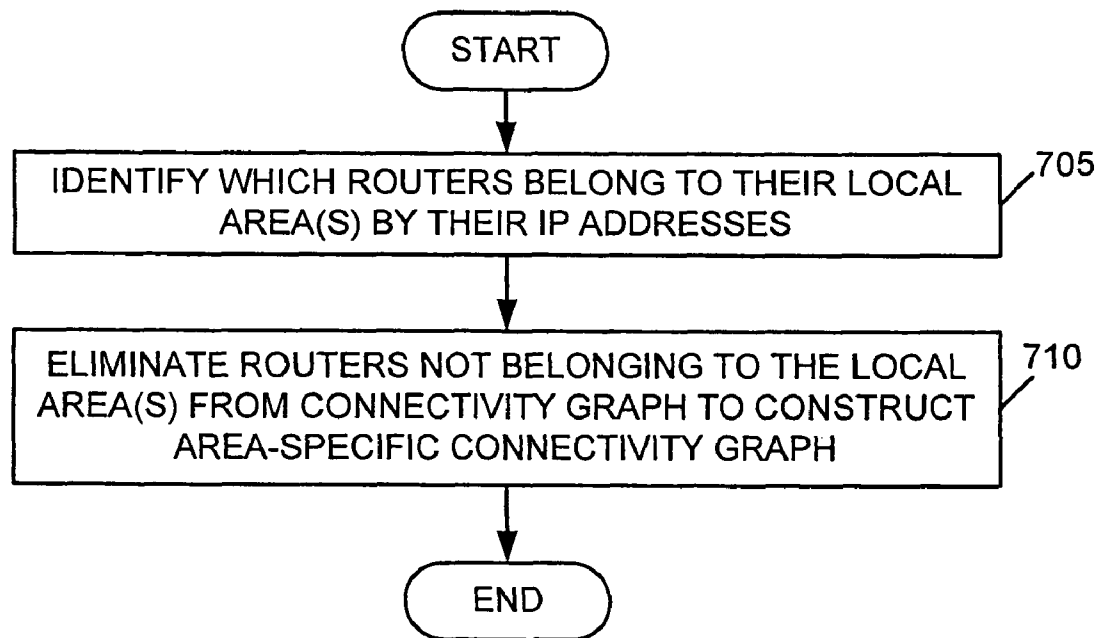 START
IDENTIFY WHICH ROUTERS BELONG TO THEIR LOCAL
AREA(S) BY THEIR IP ADDRESSES
705
ELIMINATE ROUTERS NOT BELONGING TO THE LOCAL
AREA(S) FROM CONNECTIVITY GRAPH TO CONSTRUCT
AREA-SPECIFIC CONNECTIVITY GRAPH
710
END